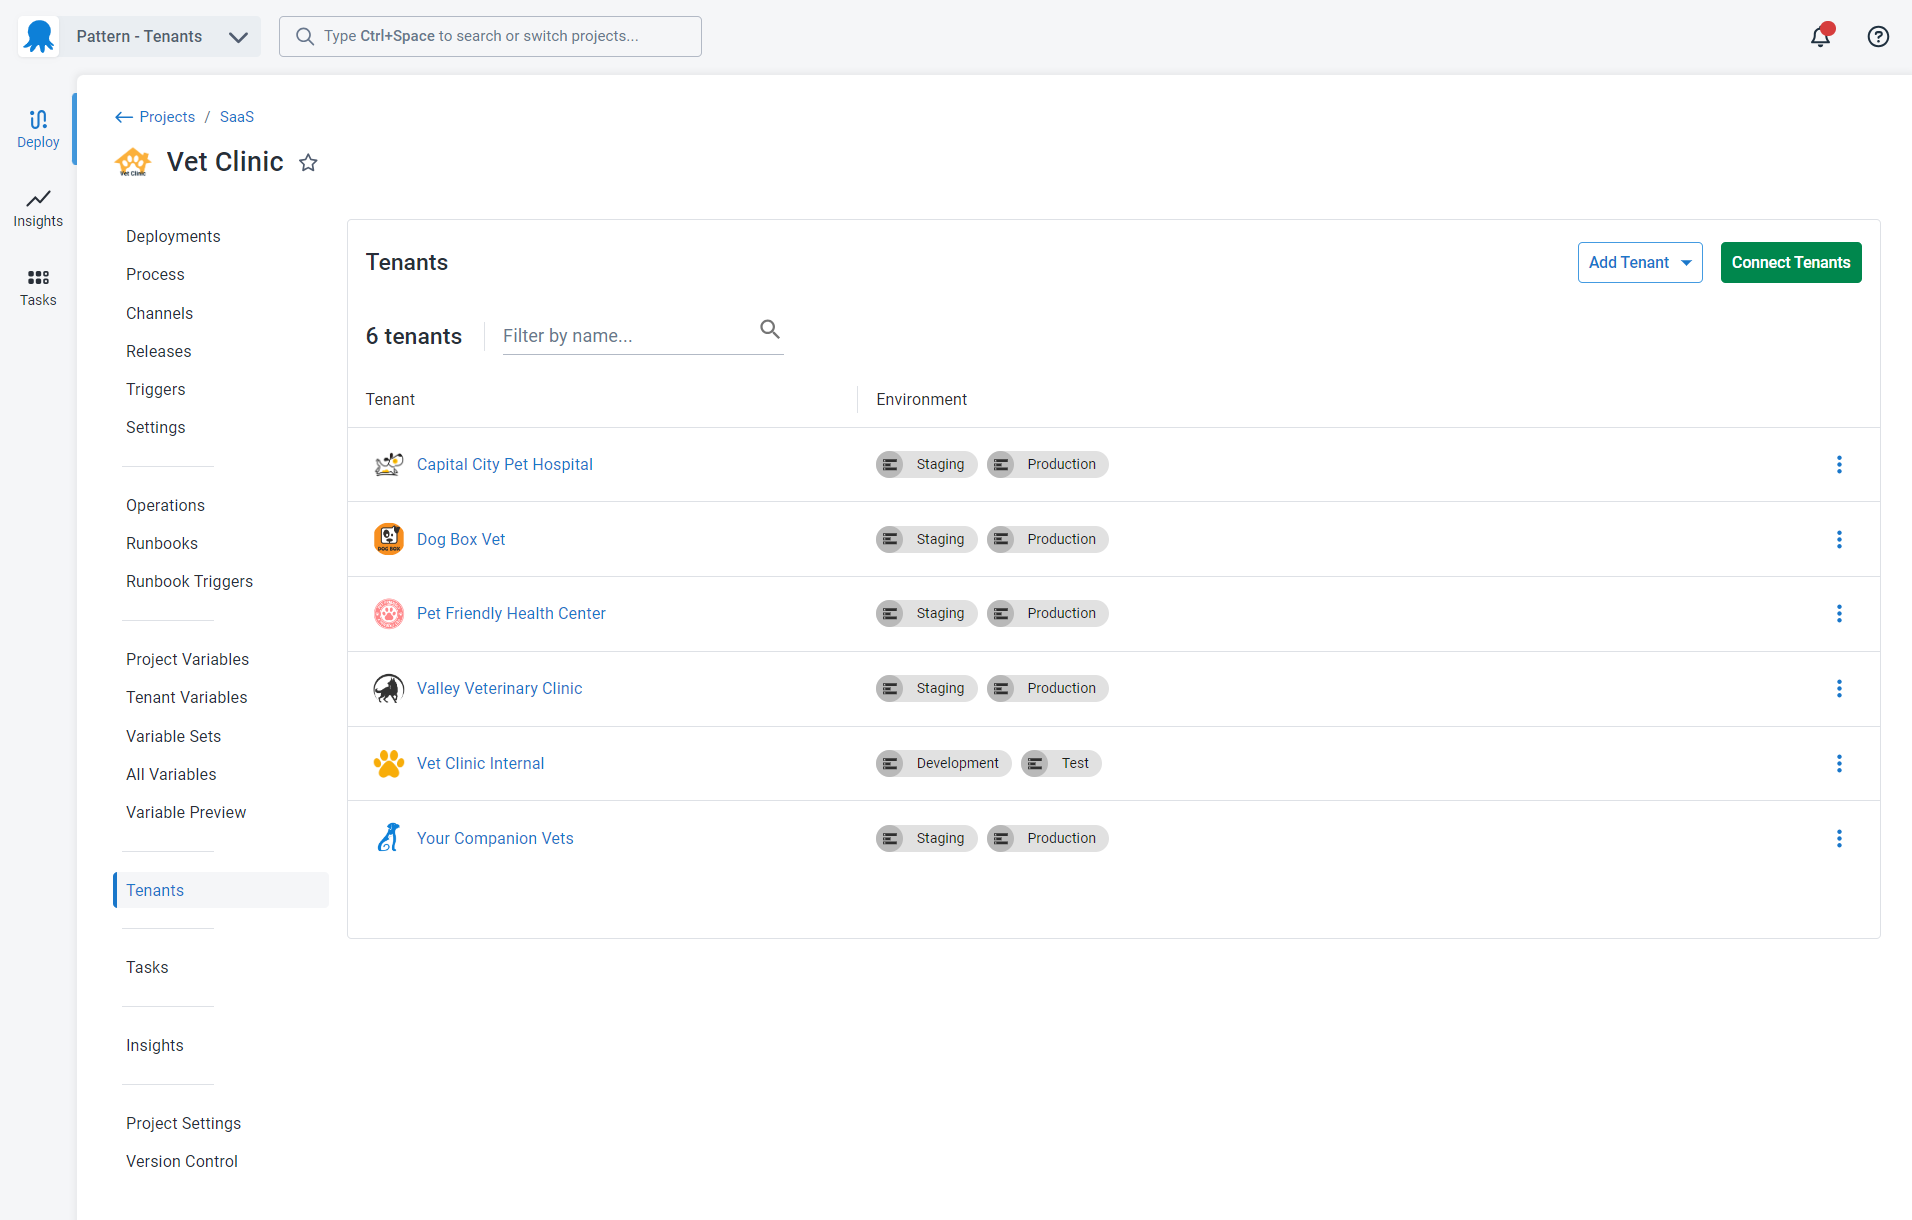 Pattern - Tenants
Type Ctrl+Space to search or switch projects...
Deploy
Insights
Tasks
Projects / SaaS
Vet Clinic
Vet Clinic
Deployments
Process
Channels
Releases
Triggers
Settings
Operations
Runbooks
Runbook Triggers
Project Variables
Tenant Variables
Variable Sets
All Variables
Variable Preview
Tenants
Tasks
Insights
Project Settings
Version Control
Tenants
Add Tenant
Connect Tenants
6 tenants
Filter by name...
Tenant Environment
Capital City Pet Hospital Staging Production
DOG BOX
Dog Box Vet Staging Production
Pet Friendly Health Center Staging Production
Valley Veterinary Clinic Staging Production
Vet Clinic Internal Development Test
Your Companion Vets Staging Production